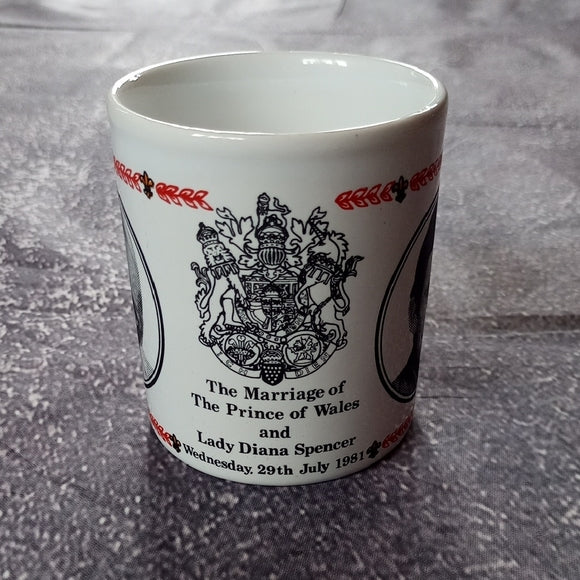 The Marriage of
The Prince of Wales
and
Lady Diana Spencer
Wednesday, 29th July 1981